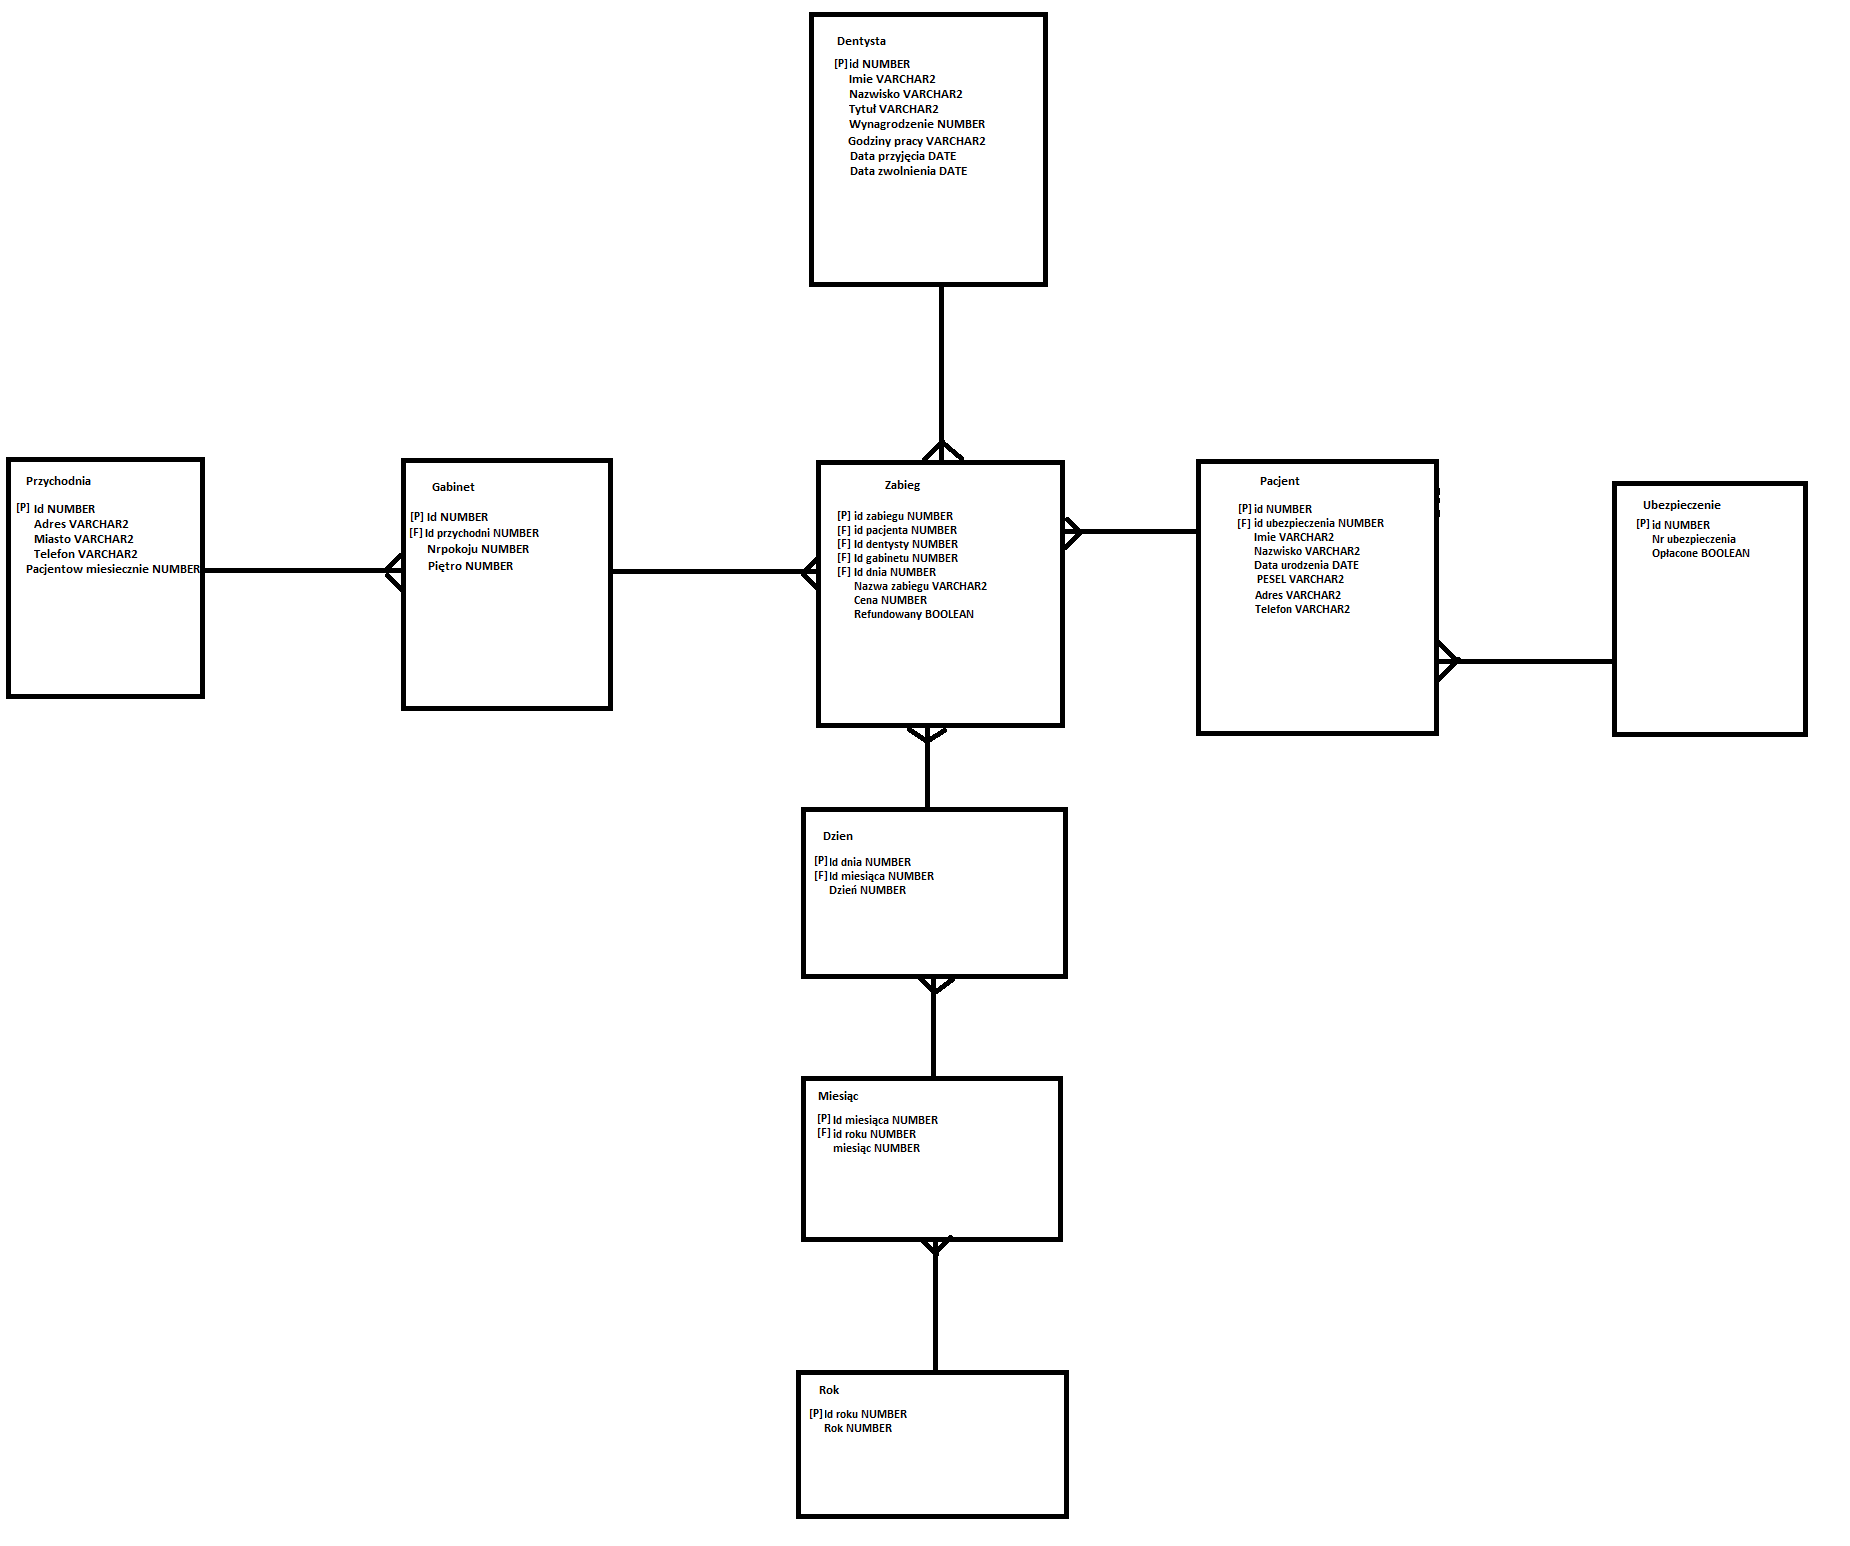 Dentysta
[P] id NUMBER
Imie VARCHAR2
Nazwisko VARCHAR2
Tytuł VARCHAR2
Wynagrodzenie NUMBER
Godziny pracy VARCHAR2
Data przyjęcia DATE
Data zwolnienia DATE
Przychodnia
[P] Id NUMBER
Adres VARCHAR2
Miasto VARCHAR2
Telefon VARCHAR2
Pacjentow miesiecznie NUMBER
Gabinet
[P] Id NUMBER
[F] Id przychodni NUMBER
Nrpokoju NUMBER
Piętro NUMBER
Zabieg
[P] id zabiegu NUMBER
[F] id pacjenta NUMBER
[F] Id dentysty NUMBER
[F] Id gabinetu NUMBER
[F] Id dnia NUMBER
Nazwa zabiegu VARCHAR2
Cena NUMBER
Refundowany BOOLEAN
Pacjent
[P] id NUMBER
[F] id ubezpieczenia NUMBER
Imie VARCHAR2
Nazwisko VARCHAR2
Data urodzenia DATE
PESEL VARCHAR2
Adres VARCHAR2
Telefon VARCHAR2
Ubezpieczenie
[P] id NUMBER
Nr ubezpieczenia
Opłacone BOOLEAN
Dzien
[P] Id dnia NUMBER
[F] Id miesiąca NUMBER
Dzień NUMBER
Miesiąc
[P] Id miesiąca NUMBER
[F] id roku NUMBER
miesiąc NUMBER
Rok
[P] Id roku NUMBER
Rok NUMBER